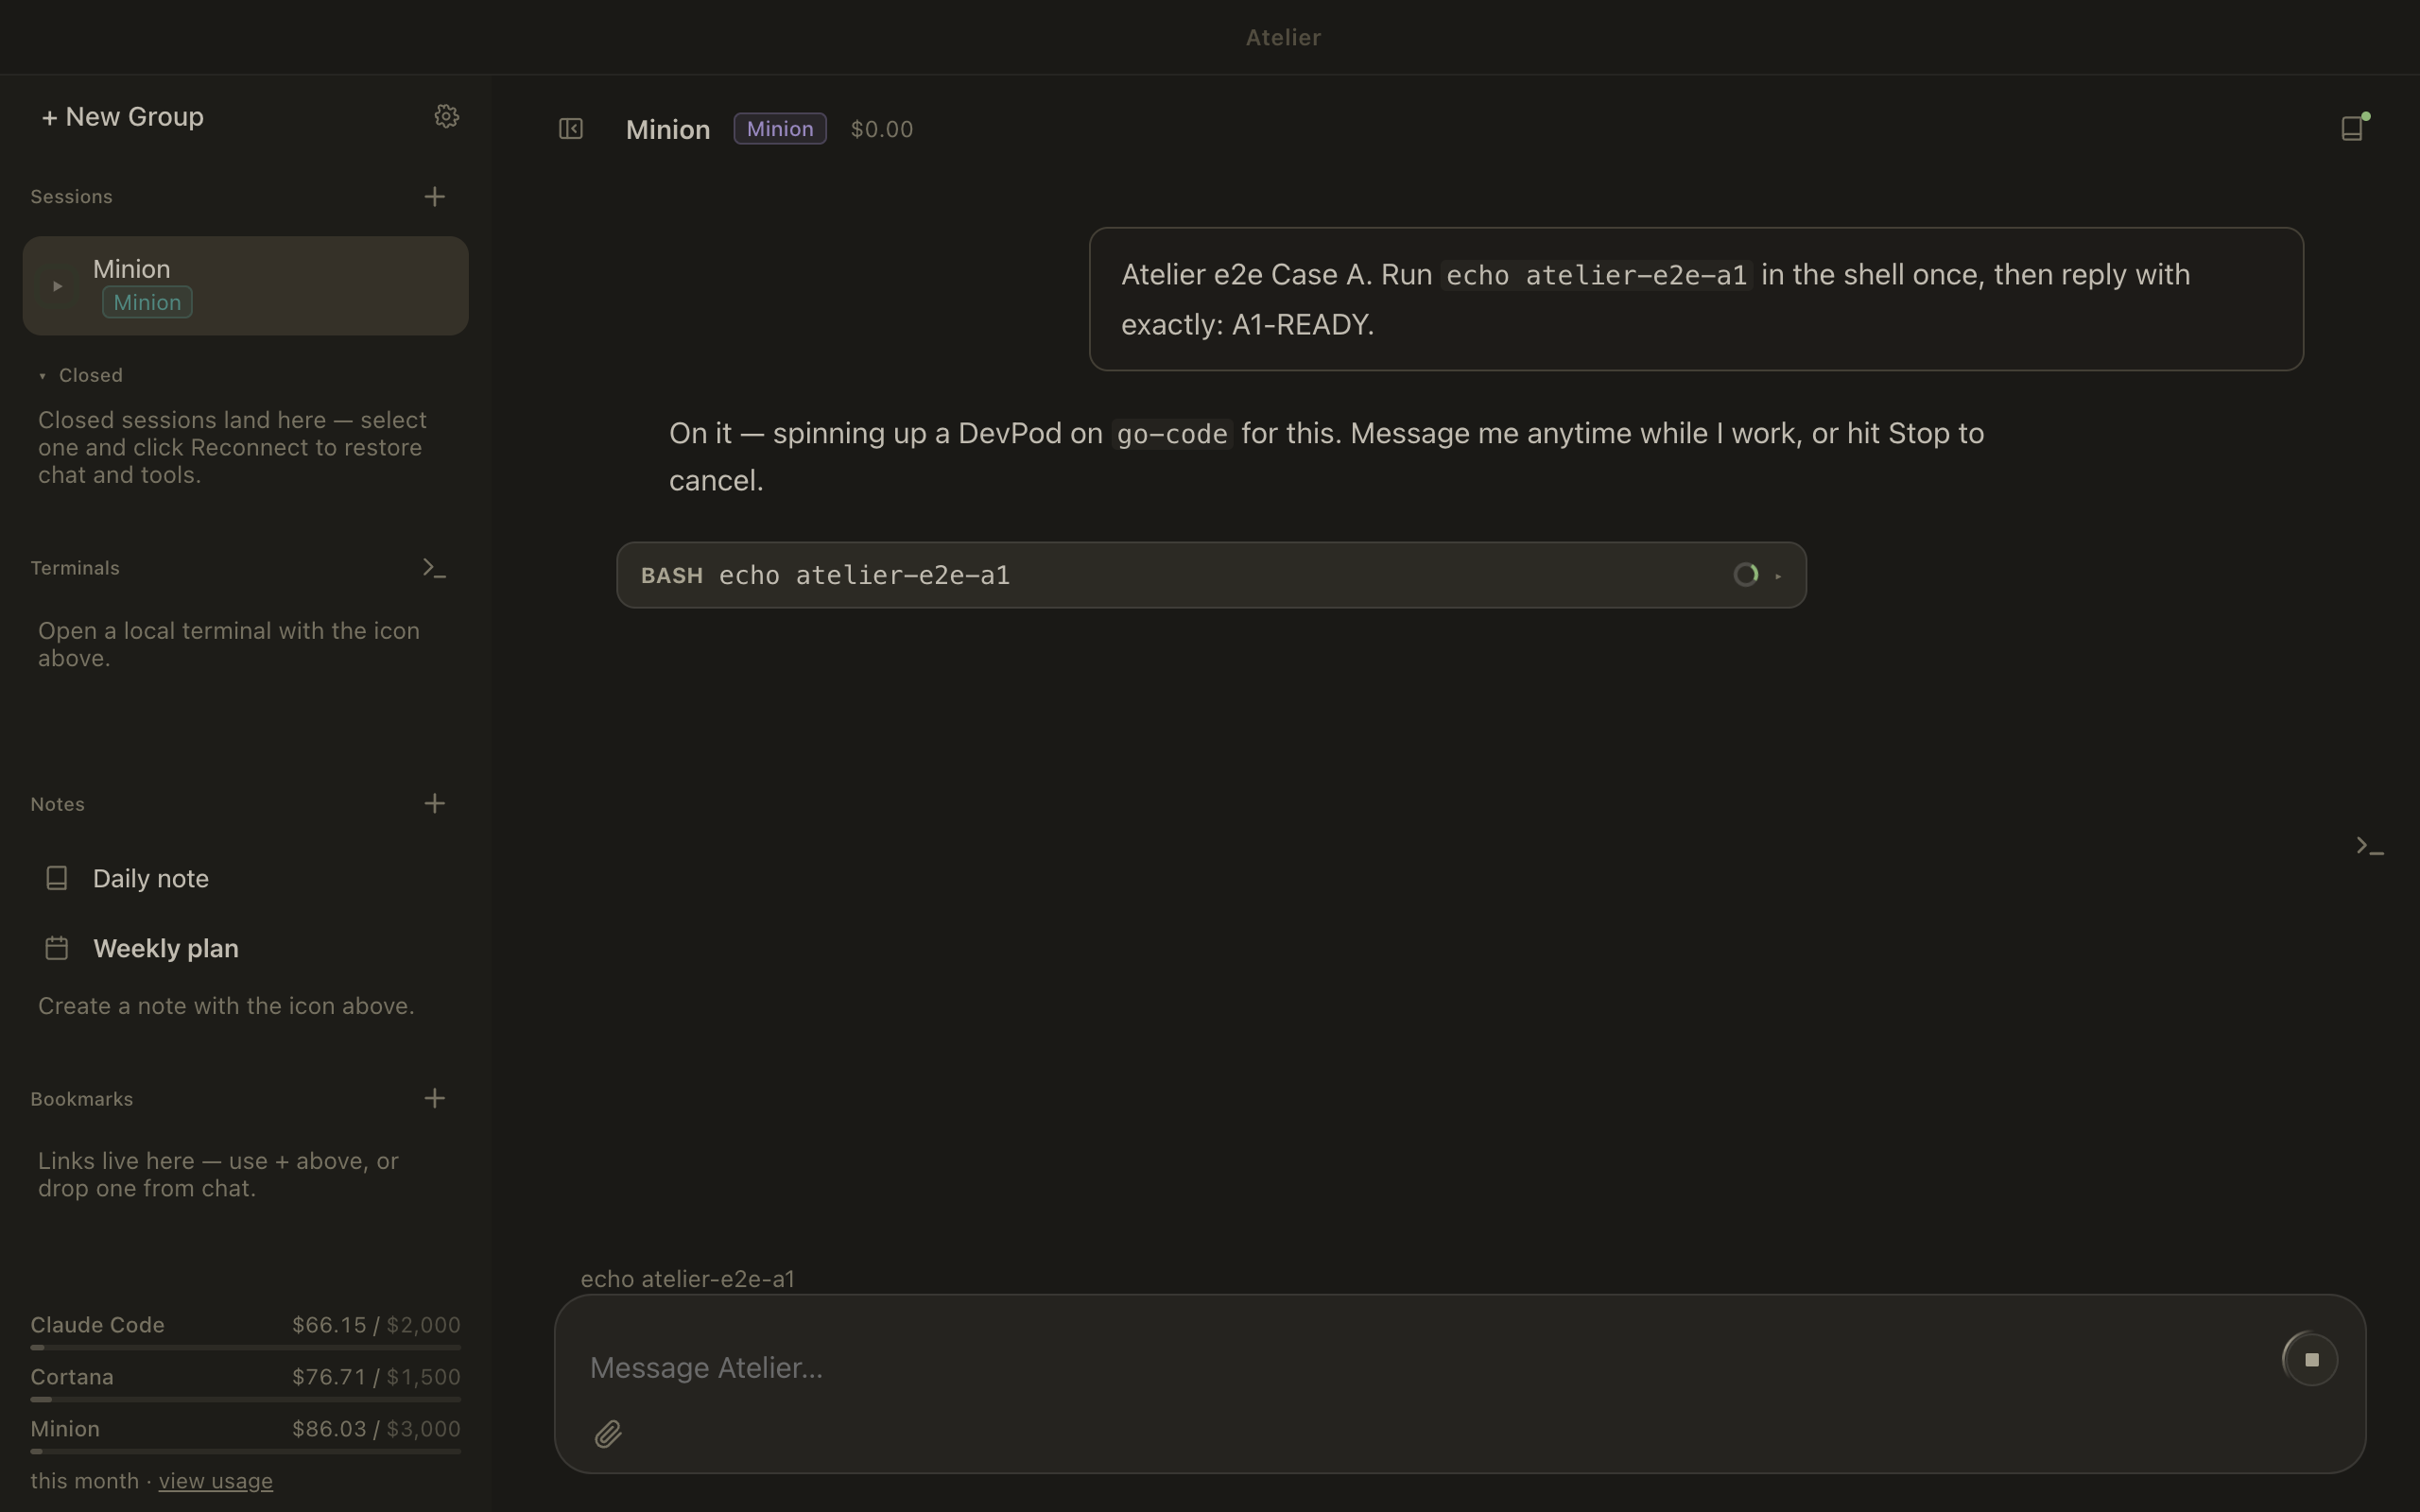 Atelier
+ New Group
Sessions
Minion
Minion
Closed
Closed sessions land here — select
one and click Reconnect to restore
chat and tools.
Terminals
Open a local terminal with the icon
above.
Notes
Daily note
Weekly plan
Create a note with the icon above.
Bookmarks
Links live here — use + above, or
drop one from chat.
Claude Code $66.15 / $2,000
Cortana $76.71 / $1,500
Minion $86.03 / $3,000
this month · view usage
Minion Minion $0.00
Atelier e2e Case A. Run echo atelier-e2e-a1 in the shell once, then reply with
exactly: A1-READY.
On it — spinning up a DevPod on go-code for this. Message me anytime while I work, or hit Stop to
cancel.
BASH echo atelier-e2e-a1
echo atelier-e2e-a1
Message Atelier...